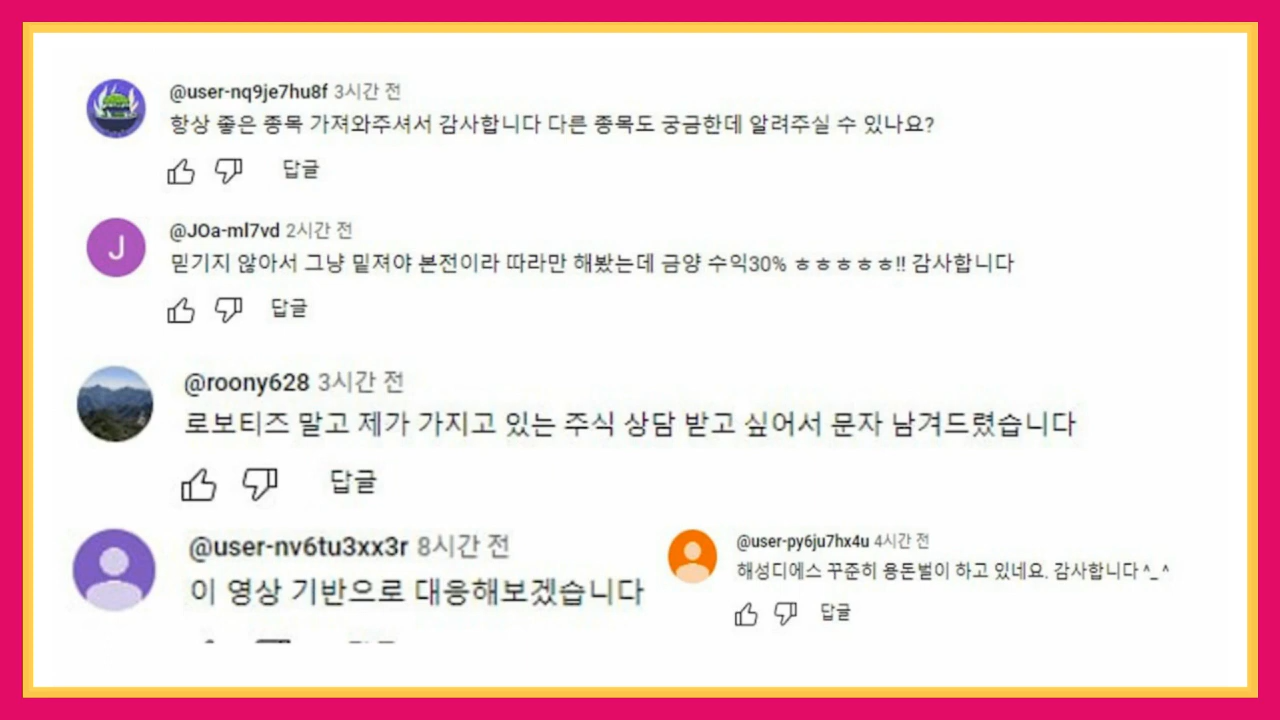 @user-nq9je7hu8f 3시간 전
항상 좋은 종목 가져와주셔서 감사합니다 다른 종목도 궁금한데 알려주실 수 있나요?
답글
J
@JOa-ml7vd 2시간 전
믿기지 않아서 그냥 밑져야 본전이라 따라만 해봤는데 금양 수익30% ㅎㅎㅎㅎㅎ!! 감사합니다
답글
@roony628 3시간 전
로보티즈 말고 제가 가지고 있는 주식 상담 받고 싶어서 문자 남겨드렸습니다
답글
@user-nv6tu3xx3r 8시간 전
이 영상 기반으로 대응해보겠습니다
@user-py6ju7hx4u 4시간 전
해성디에스 꾸준히 용돈벌이 하고 있네요. 감사합니다 ^_^
답글